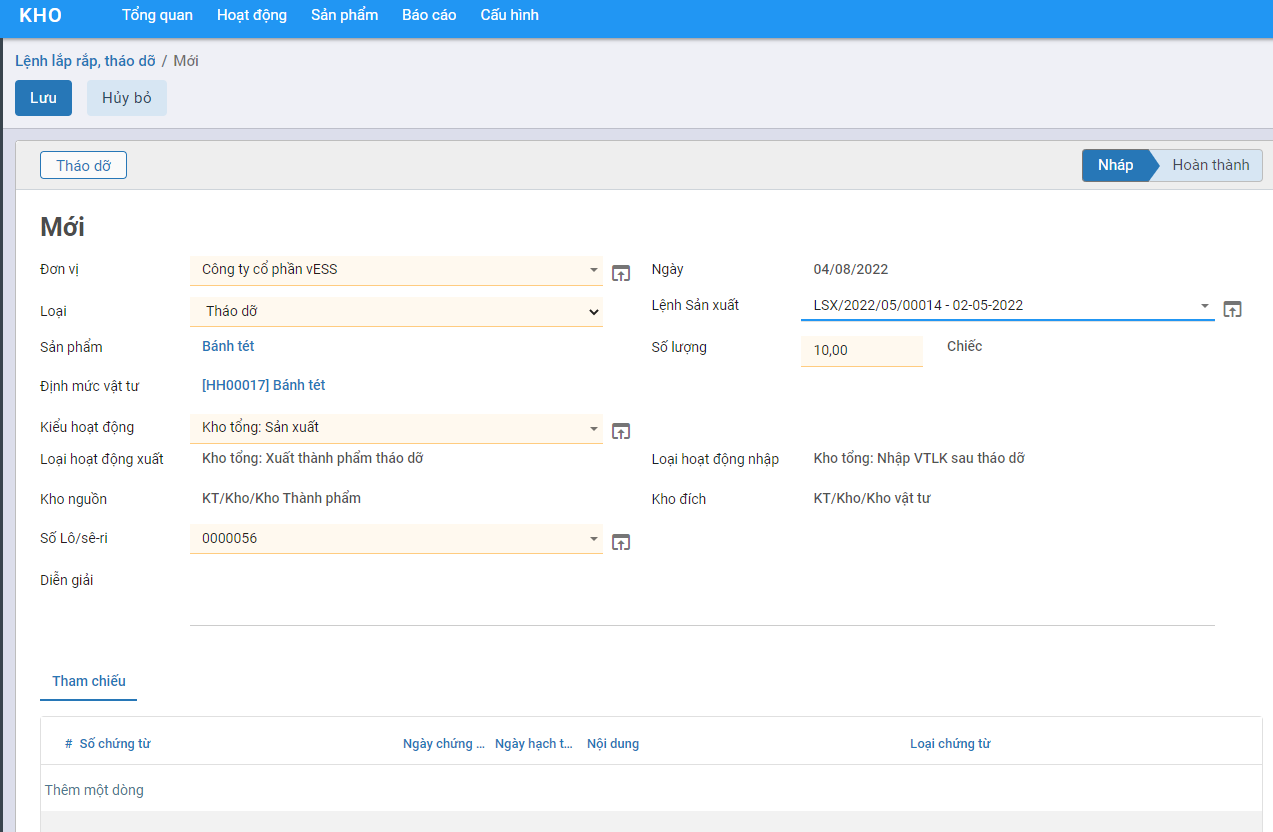 KHO Tổng quan Hoạt động Sản phẩm Báo cáo Cấu hình
Lệnh lắp rắp, tháo dỡ / Mới
Lưu Hủy bỏ
Tháo dỡ Nháp Hoàn thành
Mới
Đơn vị Công ty cổ phần vESS Ngày 04/08/2022
Loại Tháo dỡ Lệnh Sản xuất LSX/2022/05/00014 - 02-05-2022
Sản phẩm Bánh tét Số lượng 10,00 Chiếc
Định mức vật tư [HH00017] Bánh tét
Kiểu hoạt động Kho tổng: Sản xuất
Loại hoạt động xuất Kho tổng: Xuất thành phẩm tháo dỡ Loại hoạt động nhập Kho tổng: Nhập VTLK sau tháo dỡ
Kho nguồn KT/Kho/Kho Thành phẩm Kho đích KT/Kho/Kho vật tư
Số Lô/sê-ri 0000056
Diễn giải
Tham chiếu
# Số chứng từ Ngày chứng ... Ngày hạch t... Nội dung Loại chứng từ
Thêm một dòng